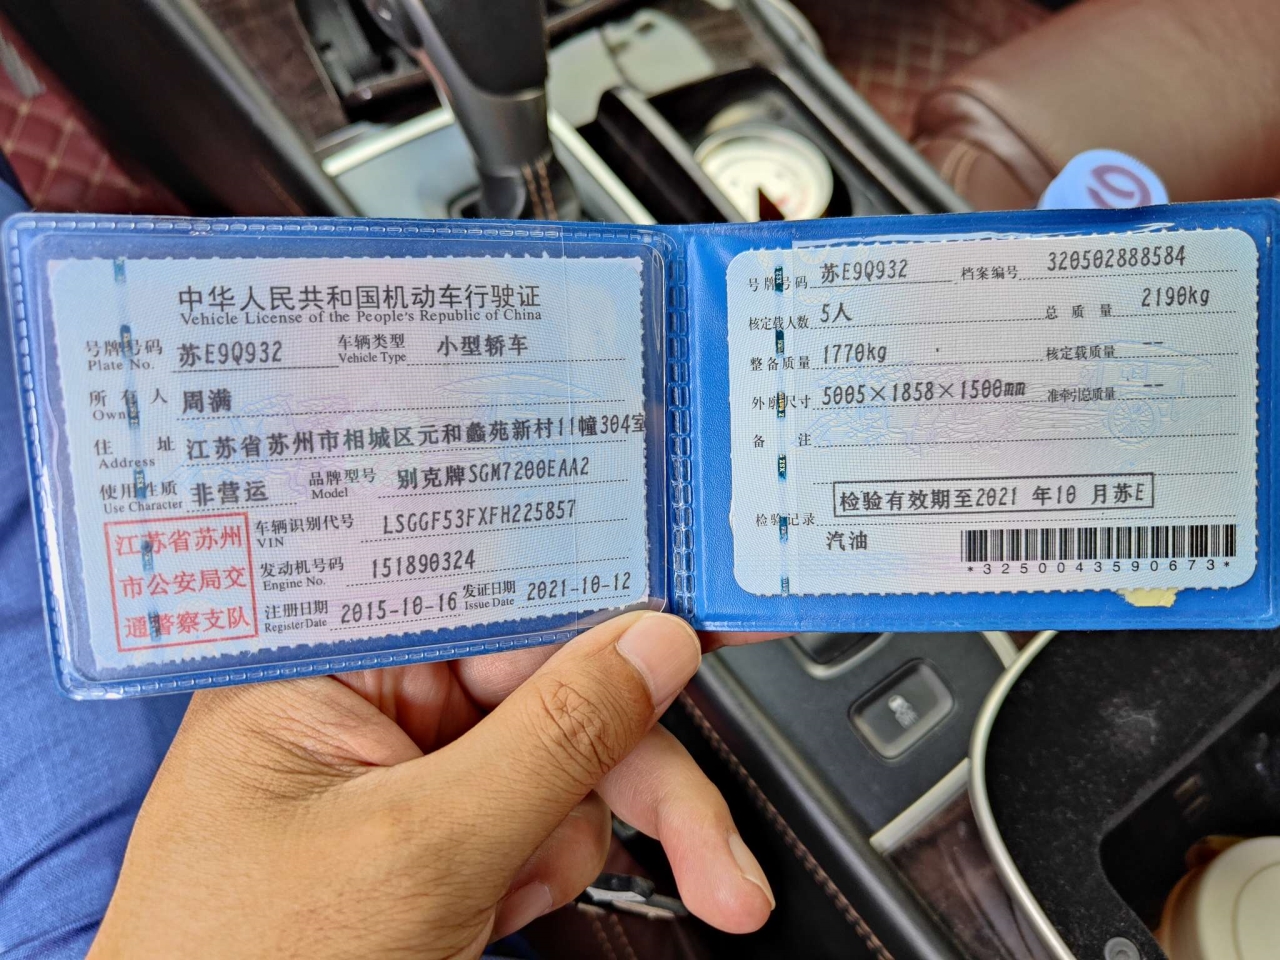 中华人民共和国机动车行驶证
Vehicle License of the People's Republic of China
号牌号码 苏E9Q932 车辆类型 小型轿车
Plate No. Vehicle Type
所有人 周满
Owner
住址 江苏省苏州市相城区元和蠡苑新村11幢304室
Address
使用性质 非营运 品牌型号 别克牌SGM7200EAA2
Use Character Model
江苏省苏州
市公安局交
通警察支队
车辆识别代号 LSGGF53FXFH225857
VIN
发动机号码 151890324
Engine No.
注册日期 2015-10-16 发证日期 2021-10-12
Register Date Issue Date
号牌号码 苏E9Q932 档案编号 320502888584
核定载人数 5人 总质量 2190kg
整备质量 1770kg 核定载质量 --
外廓尺寸 5005×1858×1500mm 准牵引总质量 --
备注
检验有效期至2021 年10 月苏E
检验记录
汽油
*3250043590673*